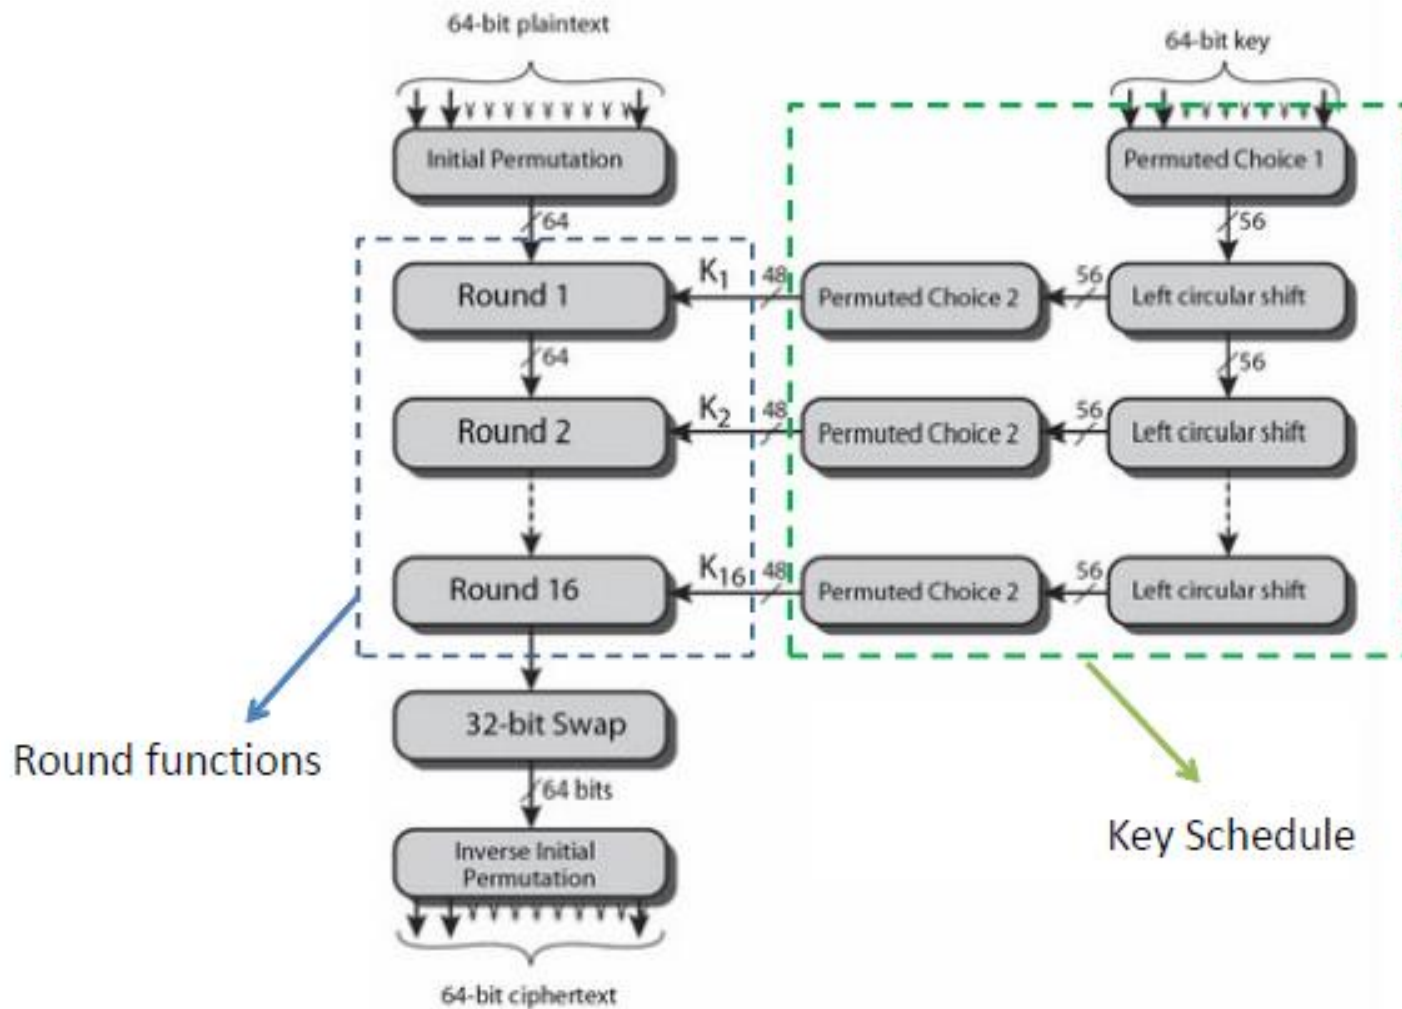 64-bit plaintext
64-bit key
Initial Permutation
Permuted Choice 1
64
56
Round 1
K1
48
Permuted Choice 2
56
Left circular shift
64
56
Round 2
K2
48
Permuted Choice 2
56
Left circular shift
Round 16
K16
48
Permuted Choice 2
56
Left circular shift
32-bit Swap
Round functions
64 bits
Key Schedule
Inverse Initial
Permutation
64-bit ciphertext